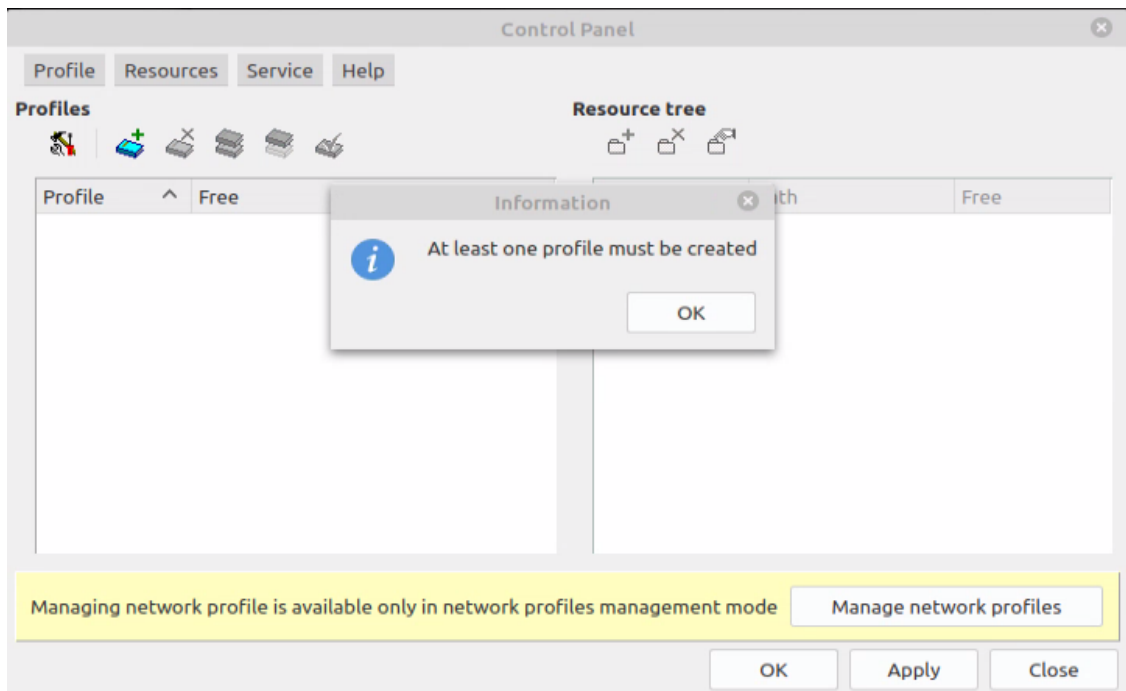 Control Panel
Profile Resources Service Help
Profiles Resource tree
Profile Free Free
Information
At least one profile must be created
OK
Managing network profile is available only in network profiles management mode Manage network profiles
OK Apply Close